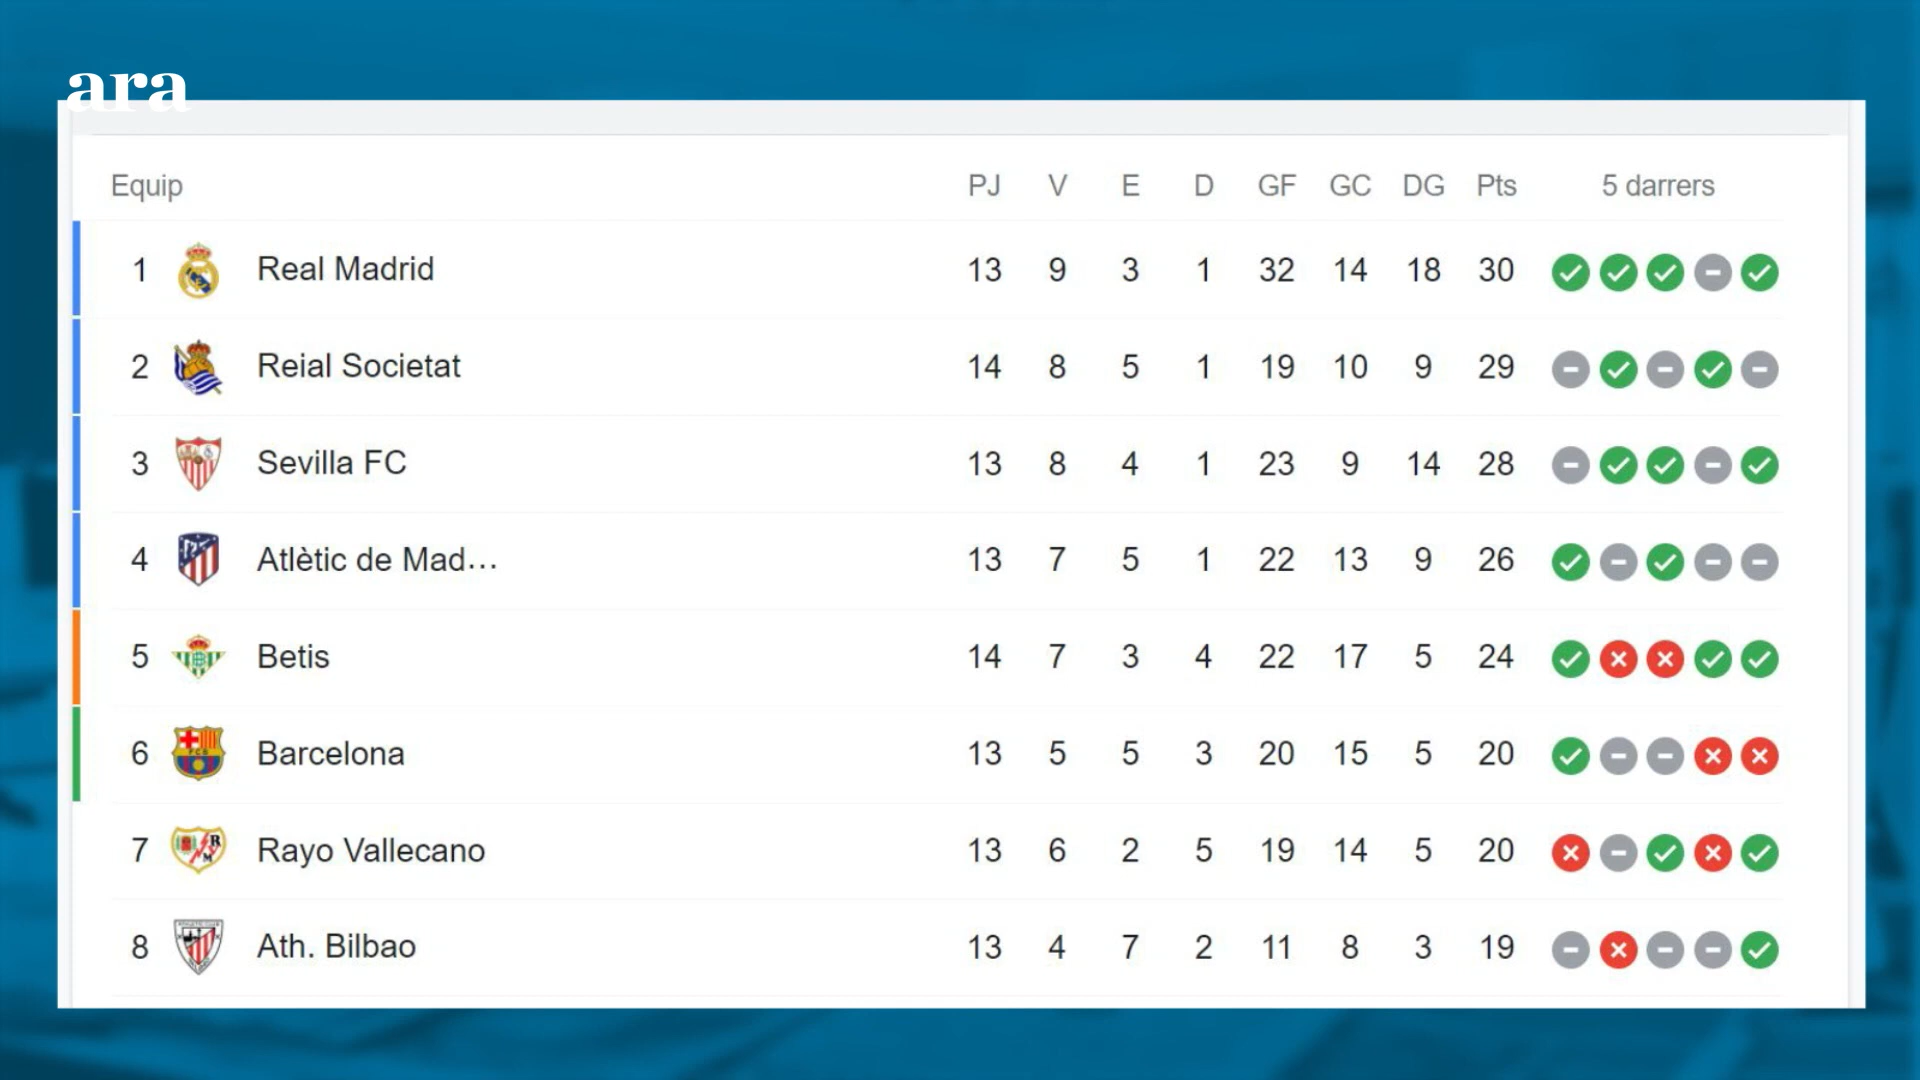 ara
Equip PJ V E D GF GC DG Pts 5 darrers
1 Real Madrid 13 9 3 1 32 14 18 30
2 Reial Societat 14 8 5 1 19 10 9 29
3 Sevilla FC 13 8 4 1 23 9 14 28
4 Atlètic de Mad... 13 7 5 1 22 13 9 26
5 Betis 14 7 3 4 22 17 5 24
6 Barcelona 13 5 5 3 20 15 5 20
7 Rayo Vallecano 13 6 2 5 19 14 5 20
8 Ath. Bilbao 13 4 7 2 11 8 3 19